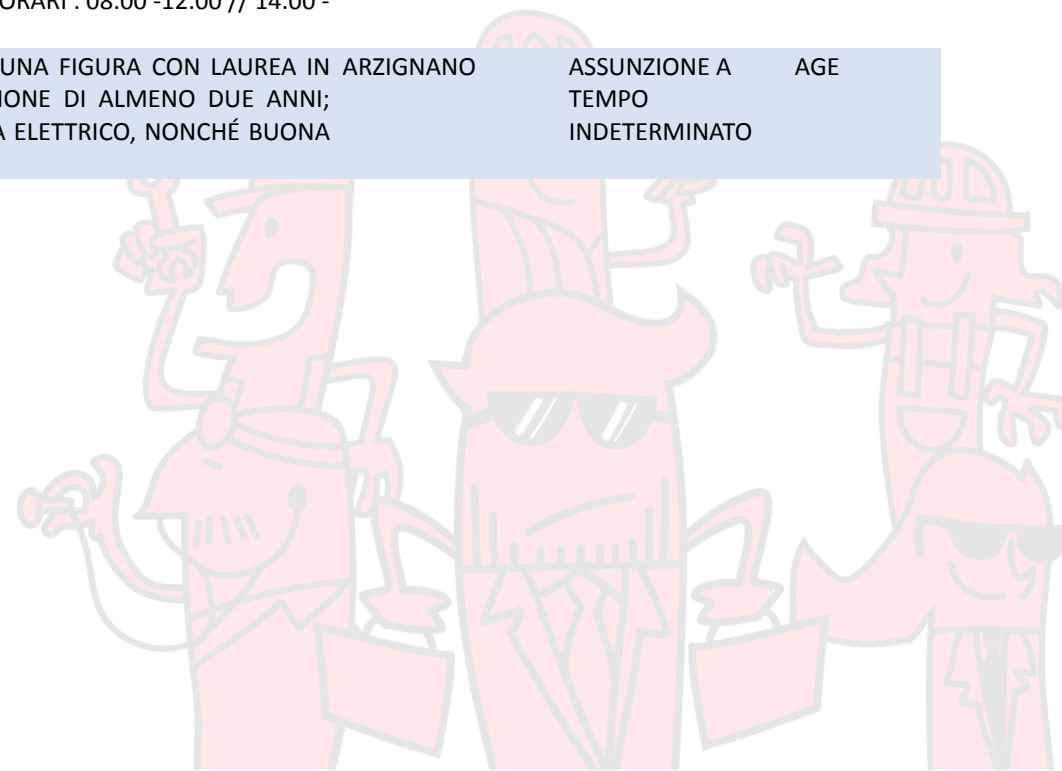 ORARI : 08.00 -12.00 // 14.00 -
UNA FIGURA CON LAUREA IN ARZIGNANO ASSUNZIONE A AGE
IONE DI ALMENO DUE ANNI; TEMPO
A ELETTRICO, NONCHÉ BUONA INDETERMINATO